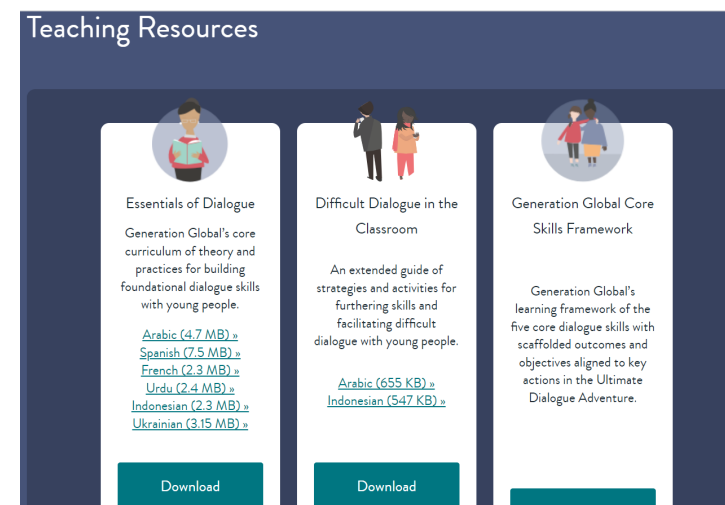 Teaching Resources
Essentials of Dialogue
Generation Global's core
curriculum of theory and
practices for building
foundational dialogue skills
with young people.
Arabic (4.7 MB) »
Spanish (7.5 MB) »
French (2.3 MB) »
Urdu (2.4 MB) »
Indonesian (2.3 MB) »
Ukrainian (3.15 MB) »
Download
Difficult Dialogue in the
Classroom
An extended guide of
strategies and activities for
furthering skills and
facilitating difficult
dialogue with young people.
Arabic (655 KB) »
Indonesian (547 KB) »
Download
Generation Global Core
Skills Framework
Generation Global's
learning framework of the
five core dialogue skills with
scaffolded outcomes and
objectives aligned to key
actions in the Ultimate
Dialogue Adventure.